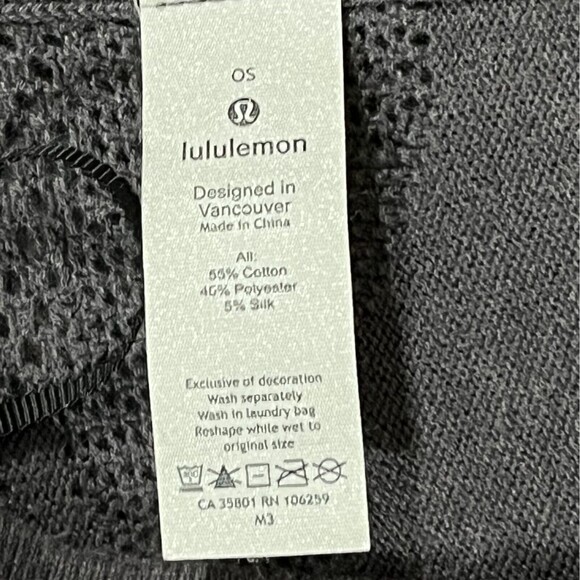 OS
lululemon
Designed in
Vancouver
Made in China
All:
55% Cotton
40% Polyester
5% Silk
Exclusive of decoration
Wash separately
Wash in laundry bag
Reshape while wet to
original size
CA 35801 RN 106259
M3